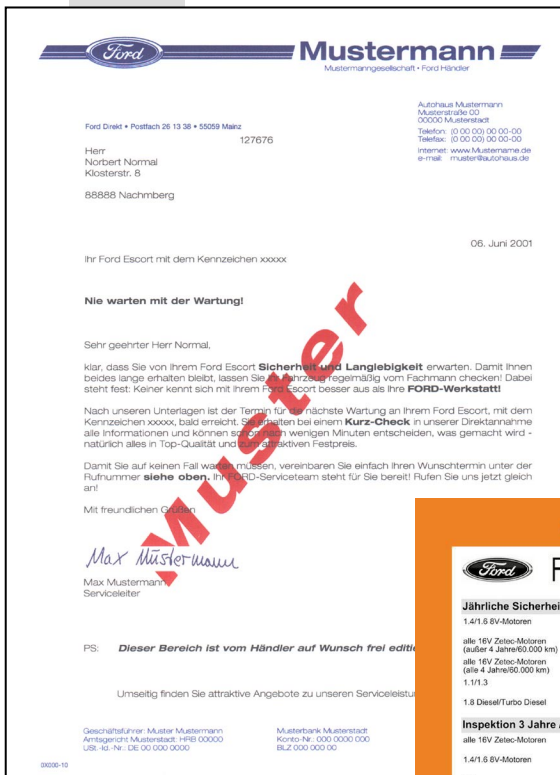 Ford
Mustermann
Mustermanngesellschaft • Ford Händler
Autohaus Mustermann
Musterstraße 00
00000 Musterstadt
Telefon: (0 00 00) 00 00-00
Telefax: (0 00 00) 00 00-00
Internet: www.Mustername.de
e-mail: muster@autohaus.de
Ford Direkt • Postfach 26 13 38 • 55059 Mainz
127676
Herr
Norbert Normal
Klosterstr. 8
88888 Nachmberg
06. Juni 2001
Ihr Ford Escort mit dem Kennzeichen xxxxx
Nie warten mit der Wartung!
Sehr geehrter Herr Normal,
klar, dass Sie von Ihrem Ford Escort Sicherheit und Langlebigkeit erwarten. Damit Ihnen
beides lange erhalten bleibt, lassen Sie Ihr Fahrzeug regelmäßig vom Fachmann checken! Dabei
steht fest: Keiner kennt sich mit Ihrem Ford Escort besser aus als Ihre FORD-Werkstatt!
Nach unseren Unterlagen ist der Termin für die nächste Wartung an Ihrem Ford Escort, mit dem
Kennzeichen xxxxx, bald erreicht. Sie erhalten bei einem Kurz-Check in unserer Direktannahme
alle Informationen und können schon nach wenigen Minuten entscheiden, was gemacht wird -
natürlich alles in Top-Qualität und zum attraktiven Festpreis.
Damit Sie auf keinen Fall warten müssen, vereinbaren Sie einfach Ihren Wunschtermin unter der
Rufnummer siehe oben. Ihr FORD-Serviceteam steht für Sie bereit! Rufen Sie uns jetzt gleich
an!
Mit freundlichen Grüßen
Muster
Max Mustermann
Max Mustermann
Serviceleiter
PS: Dieser Bereich ist vom Händler auf Wunsch frei editie
Umseitig finden Sie attraktive Angebote zu unseren Serviceleistu
Geschäftsführer: Muster Mustermann
Amtsgericht Musterstadt: HRB 00000
USt.-Id.-Nr.: DE 00 000 0000
Musterbank Musterstadt
Konto-Nr.: 000 0000 000
BLZ 000 000 00
0X000-10
Ford
F
Jährliche Sicherhei
1.4/1.6 8V-Motoren
alle 16V Zetec-Motoren
(außer 4 Jahre/60.000 km)
alle 16V Zetec-Motoren
(alle 4 Jahre/60.000 km)
1.1/1.3
1.8 Diesel/Turbo Diesel
Inspektion 3 Jahre
alle 16V Zetec-Motoren
1.4/1.6 8V-Motoren